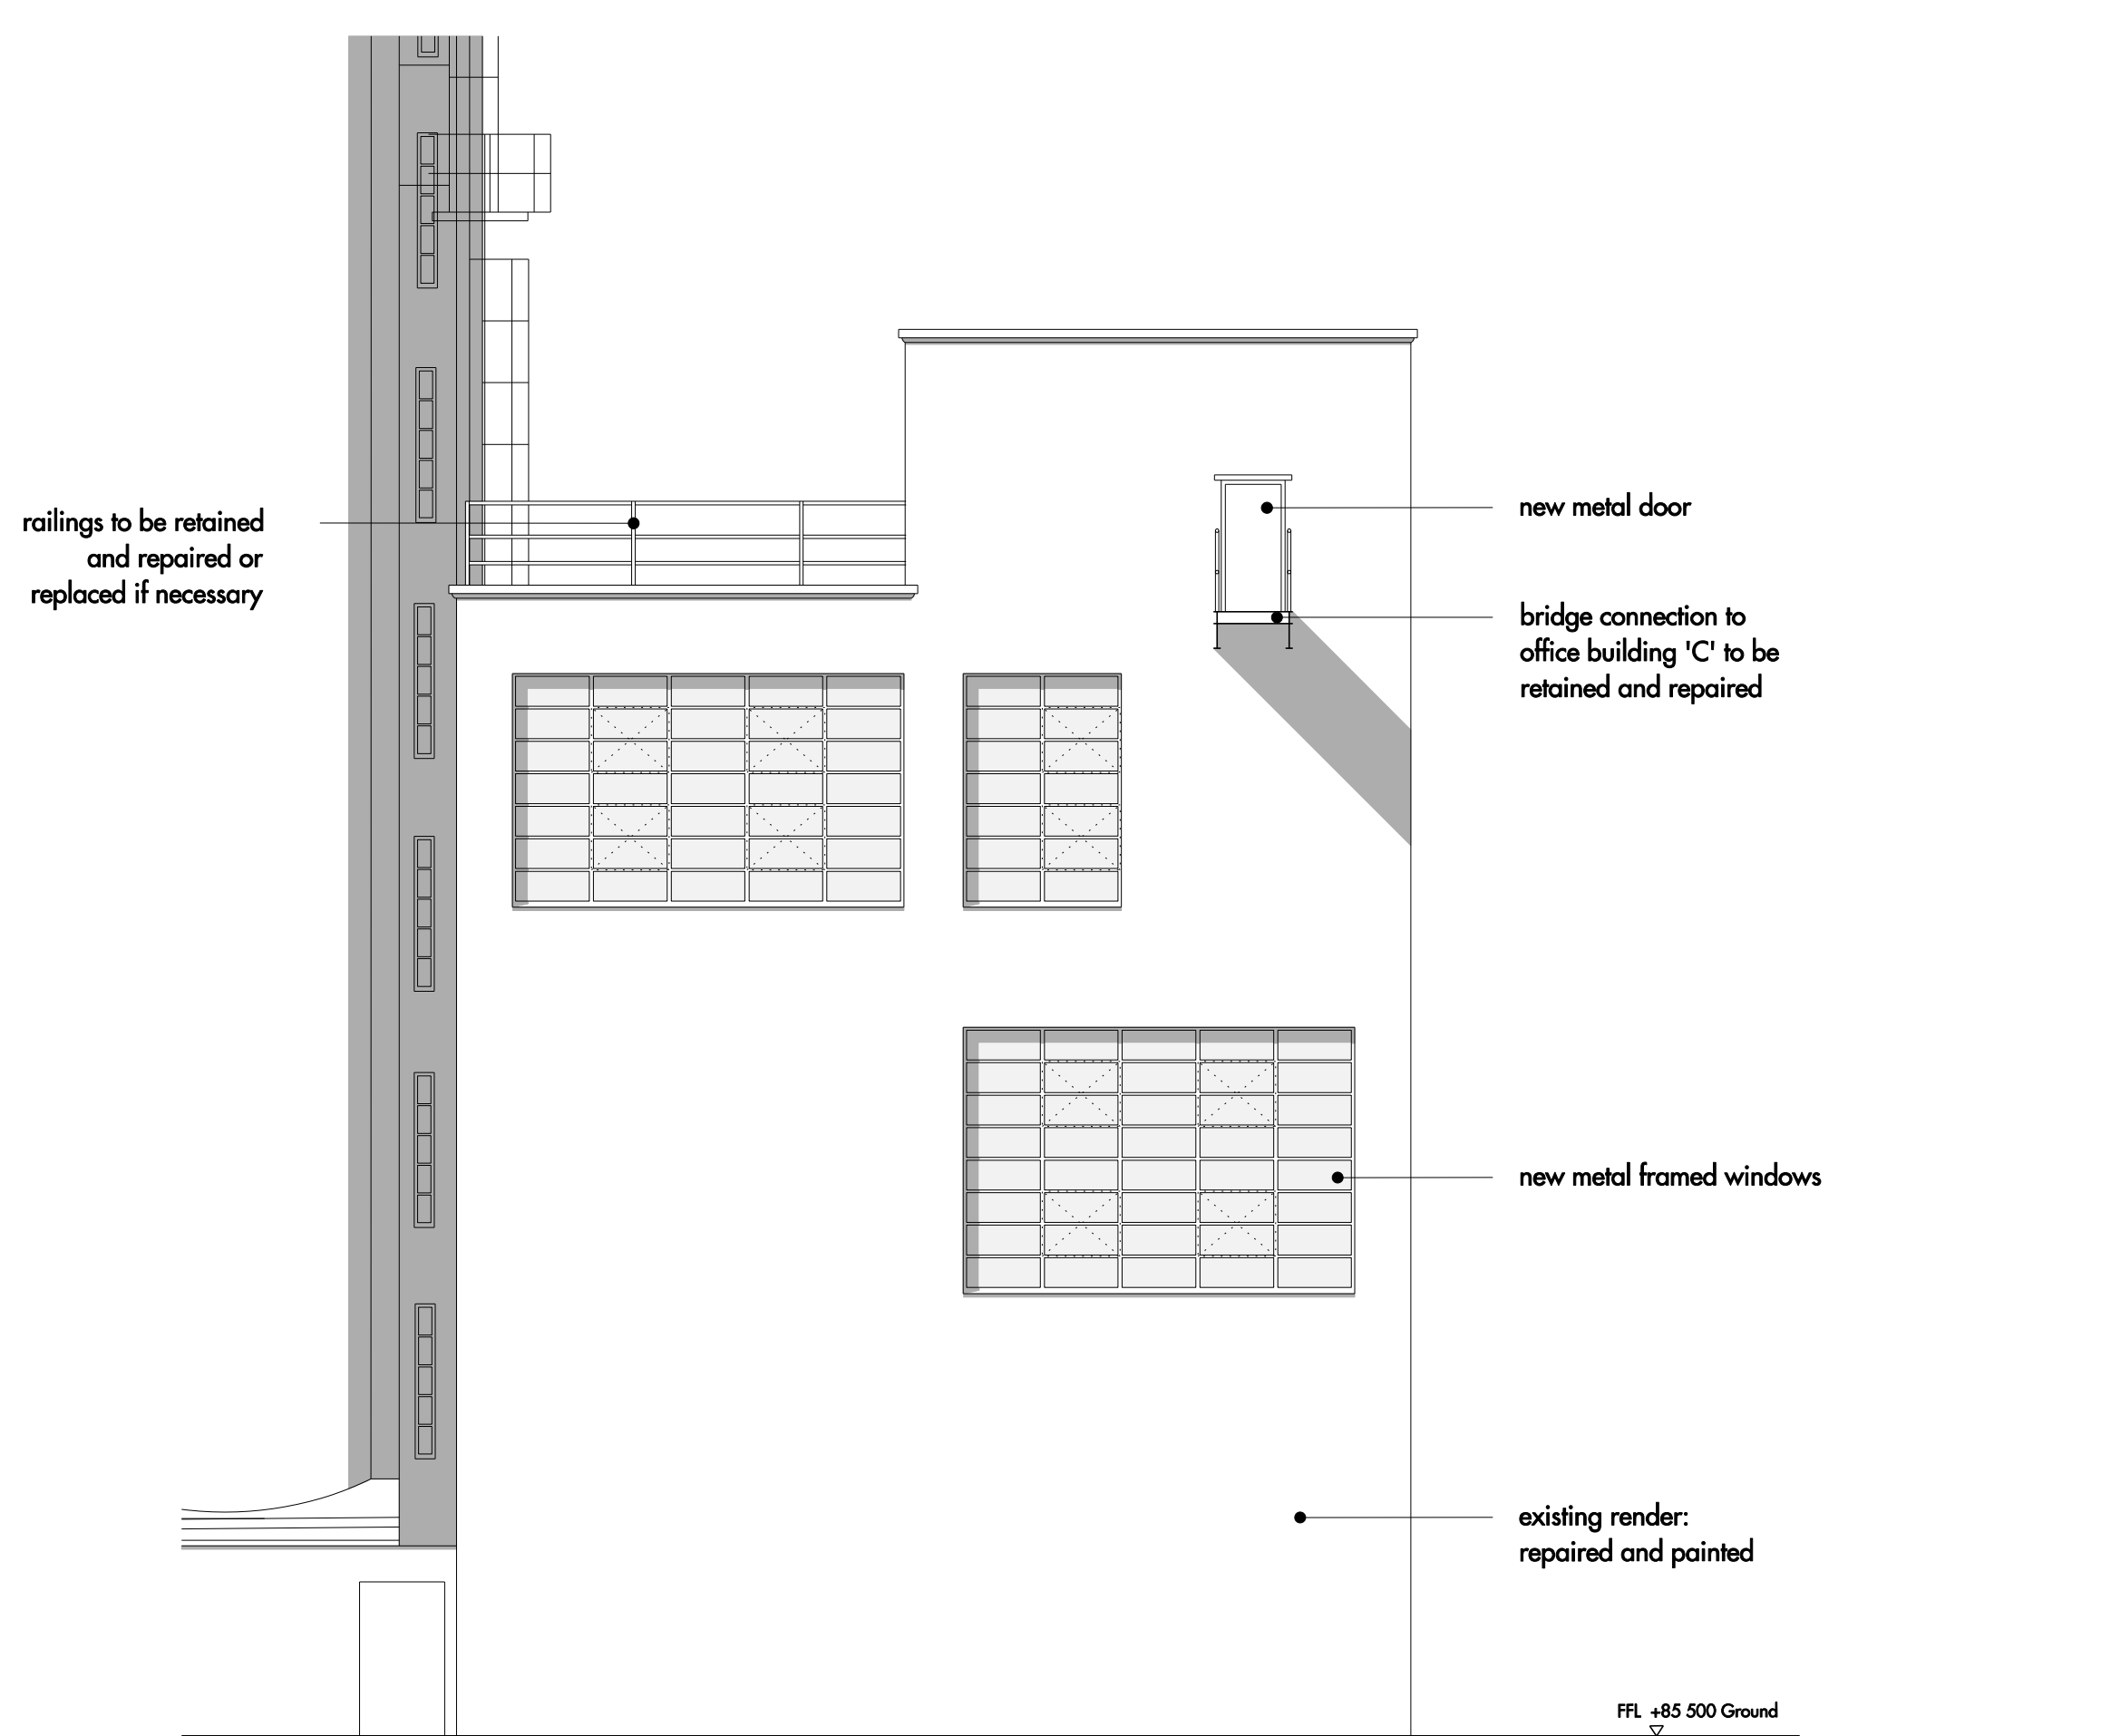 railings to be retained
and repaired or
replaced if necessary
new metal door
bridge connection to
office building 'C' to be
retained and repaired
new metal framed windows
existing render:
repaired and painted
FFL +85 500 Ground